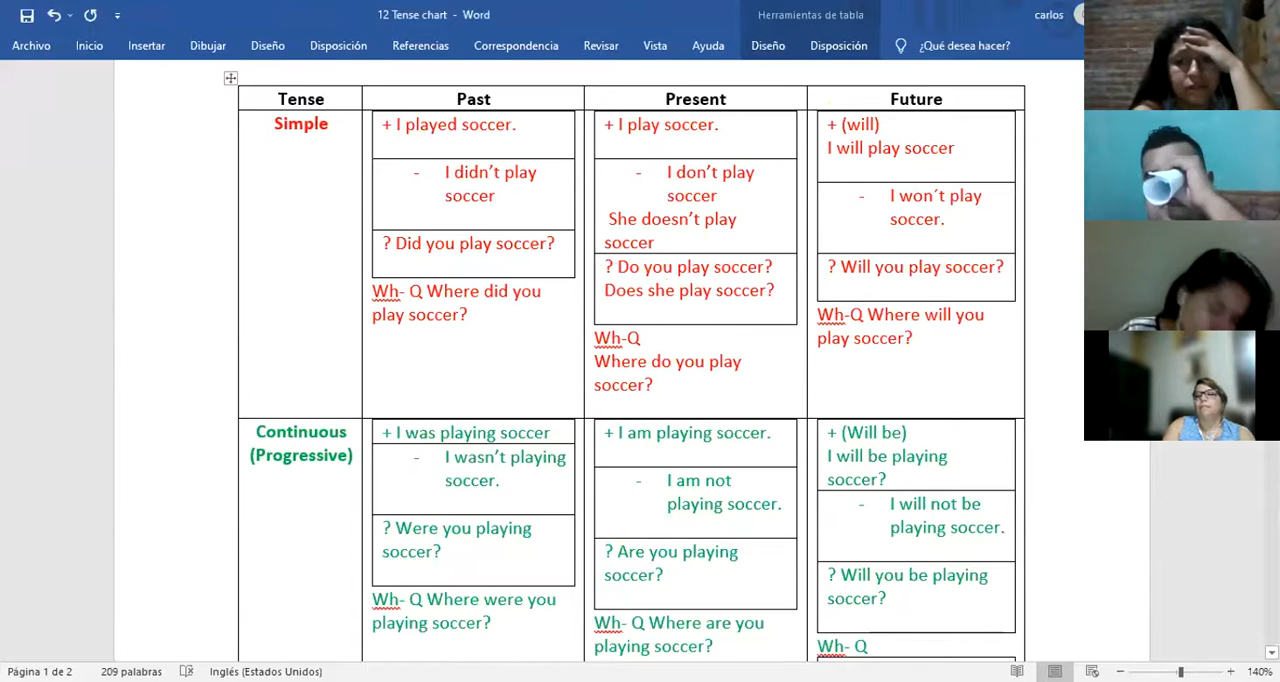 12 Tense chart - Word
Herramientas de tabla
carlos
Archivo Inicio Insertar Dibujar Diseño Disposición Referencias Correspondencia Revisar Vista Ayuda Diseño Disposición ¿Qué desea hacer?
Tense Past Present Future
Simple
+ I played soccer.
- I didn’t play
soccer
? Did you play soccer?
Wh- Q Where did you
play soccer?
+ I play soccer.
- I don’t play
soccer
She doesn’t play
soccer
? Do you play soccer?
Does she play soccer?
Wh-Q
Where do you play
soccer?
+ (will)
I will play soccer
- I won´t play
soccer.
? Will you play soccer?
Wh-Q Where will you
play soccer?
Continuous
(Progressive)
+ I was playing soccer
- I wasn’t playing
soccer.
? Were you playing
soccer?
Wh- Q Where were you
playing soccer?
+ I am playing soccer.
- I am not
playing soccer.
? Are you playing
soccer?
Wh- Q Where are you
playing soccer?
+ (Will be)
I will be playing
soccer?
- I will not be
playing soccer.
? Will you be playing
soccer?
Wh- Q
Página 1 de 2 209 palabras Inglés (Estados Unidos) 140%